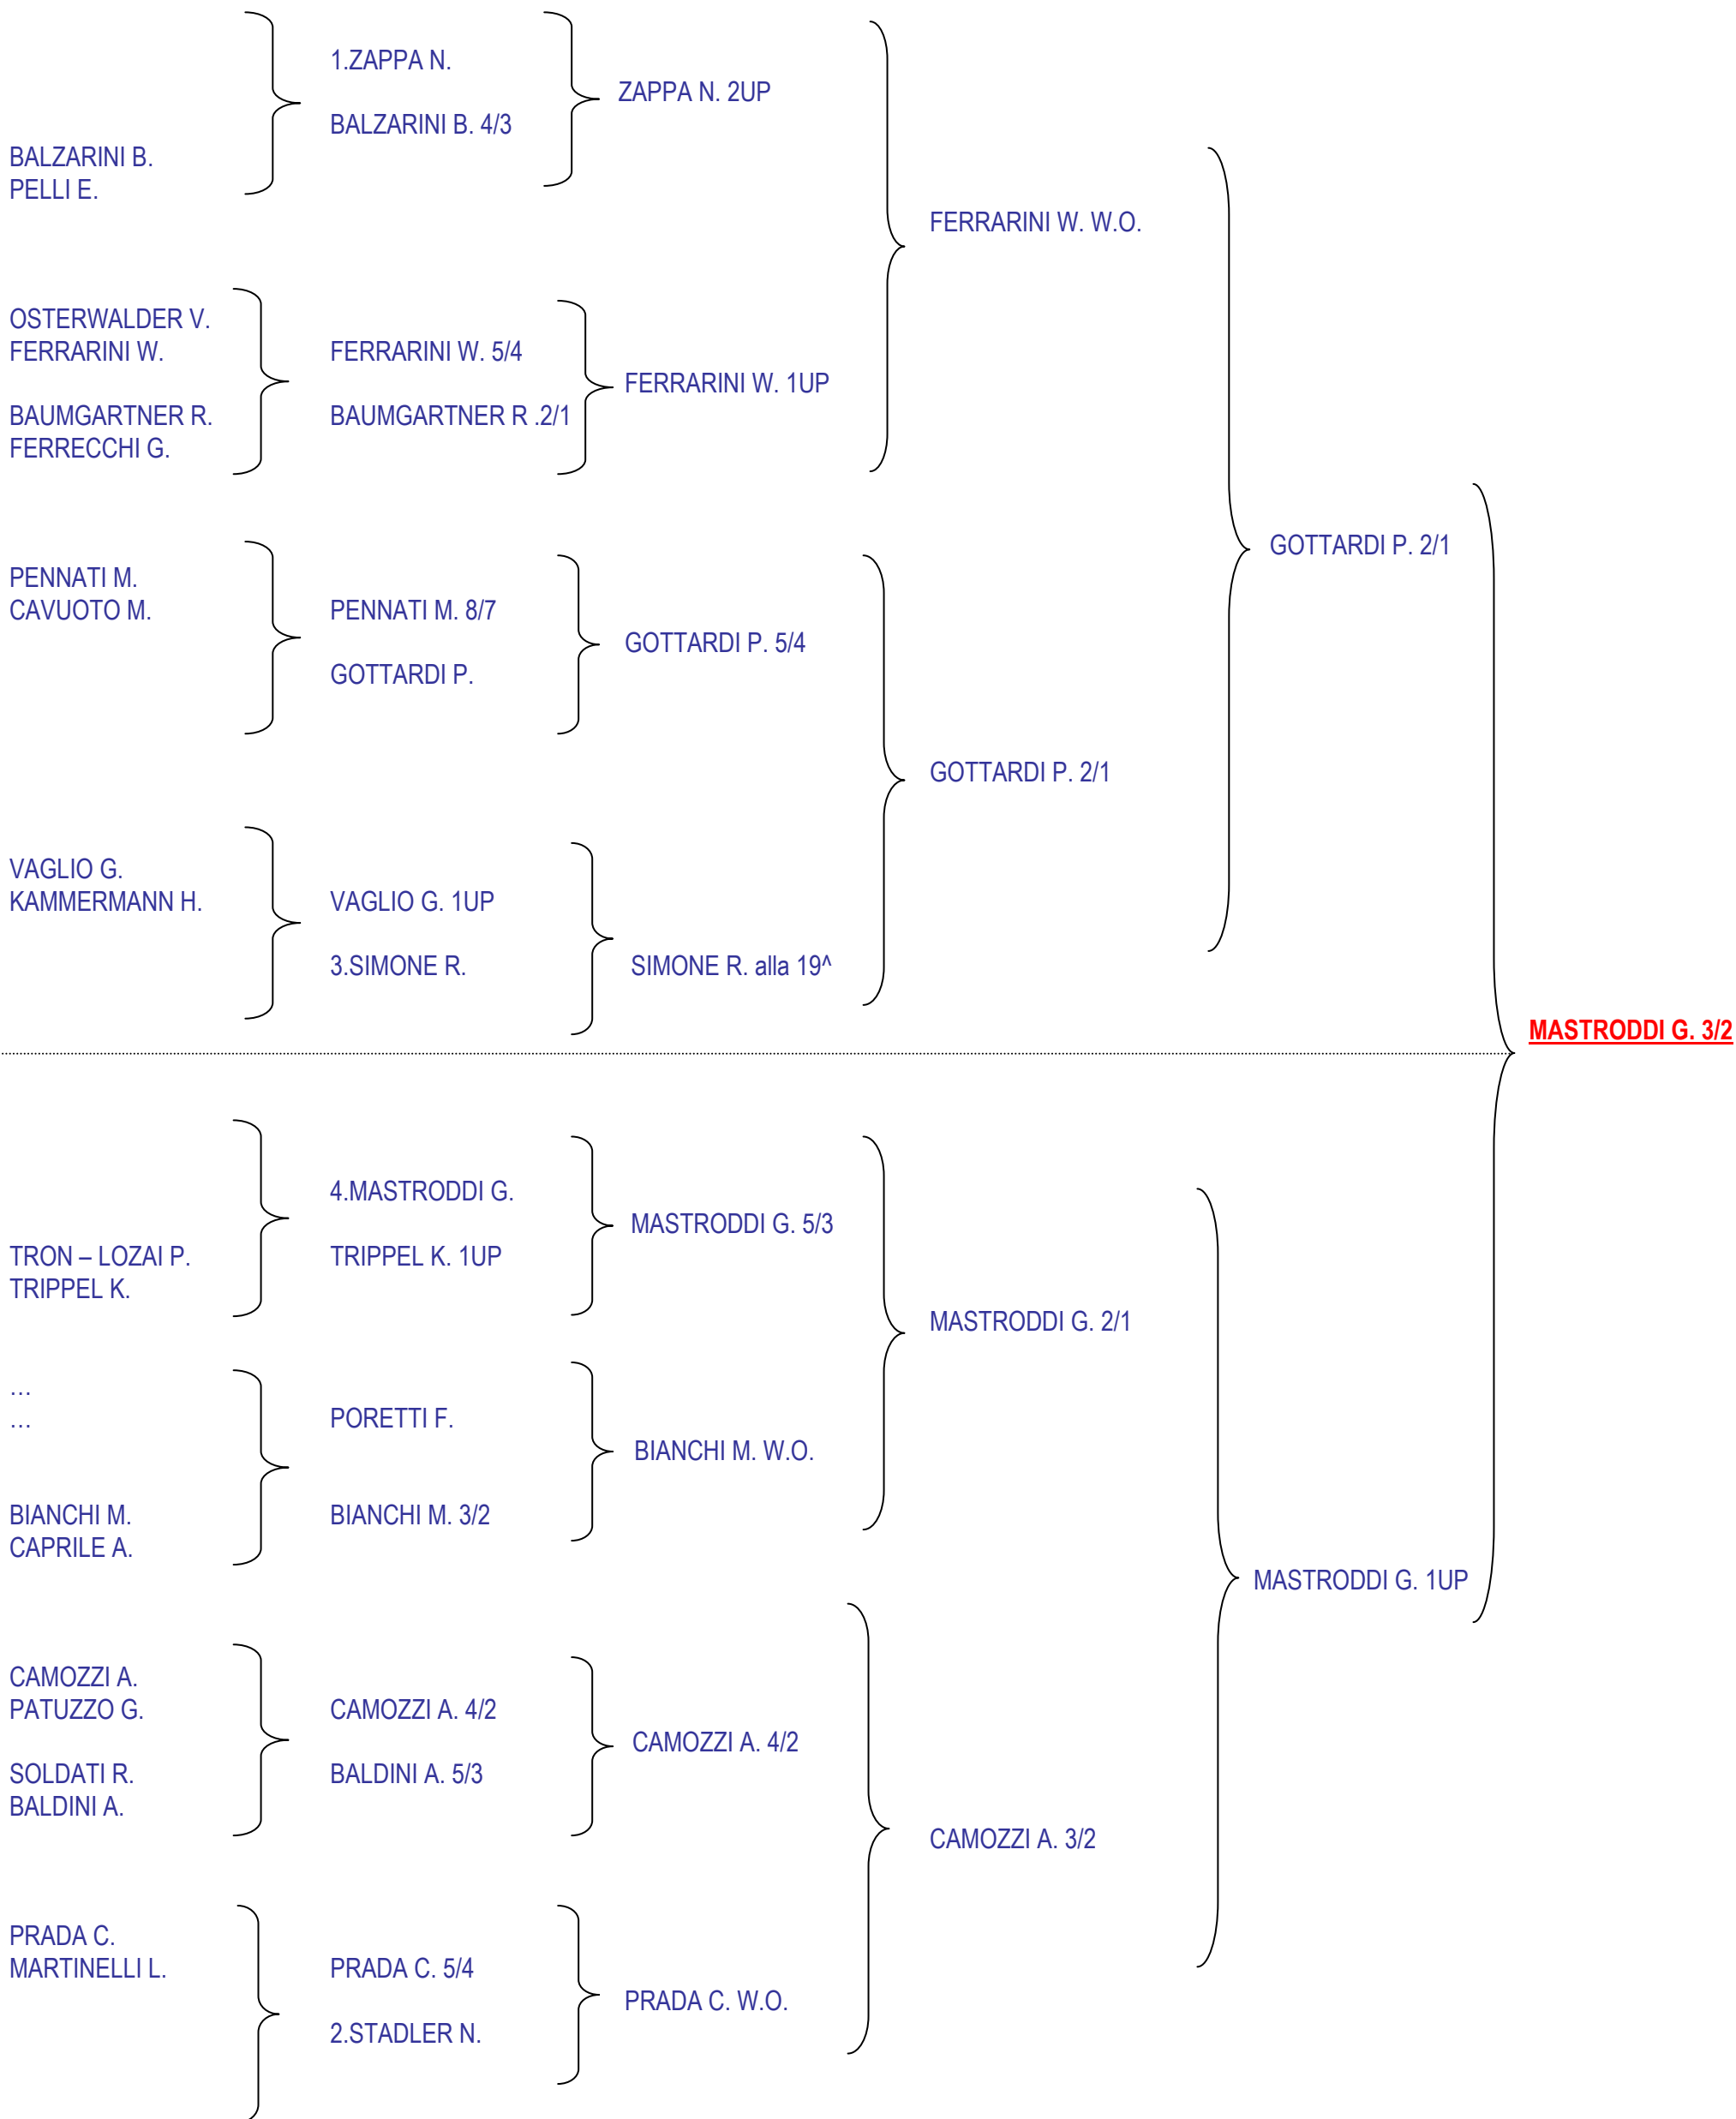 1.ZAPPA N.
BALZARINI B. 4/3
BALZARINI B.
PELLI E.
ZAPPA N. 2UP
OSTERWALDER V.
FERRARINI W.
BAUMGARTNER R.
FERRECCHI G.
FERRARINI W. 5/4
BAUMGARTNER R .2/1
FERRARINI W. 1UP
FERRARINI W. W.O.
PENNATI M.
CAVUOTO M.
PENNATI M. 8/7
GOTTARDI P.
GOTTARDI P. 5/4
VAGLIO G.
KAMMERMANN H.
VAGLIO G. 1UP
3.SIMONE R.
SIMONE R. alla 19^
GOTTARDI P. 2/1
GOTTARDI P. 2/1
MASTRODDI G. 3/2
4.MASTRODDI G.
TRON – LOZAI P.
TRIPPEL K.
TRIPPEL K. 1UP
MASTRODDI G. 5/3
…
…
PORETTI F.
BIANCHI M.
CAPRILE A.
BIANCHI M. 3/2
BIANCHI M. W.O.
MASTRODDI G. 2/1
CAMOZZI A.
PATUZZO G.
SOLDATI R.
BALDINI A.
CAMOZZI A. 4/2
BALDINI A. 5/3
CAMOZZI A. 4/2
PRADA C.
MARTINELLI L.
PRADA C. 5/4
2.STADLER N.
PRADA C. W.O.
CAMOZZI A. 3/2
MASTRODDI G. 1UP